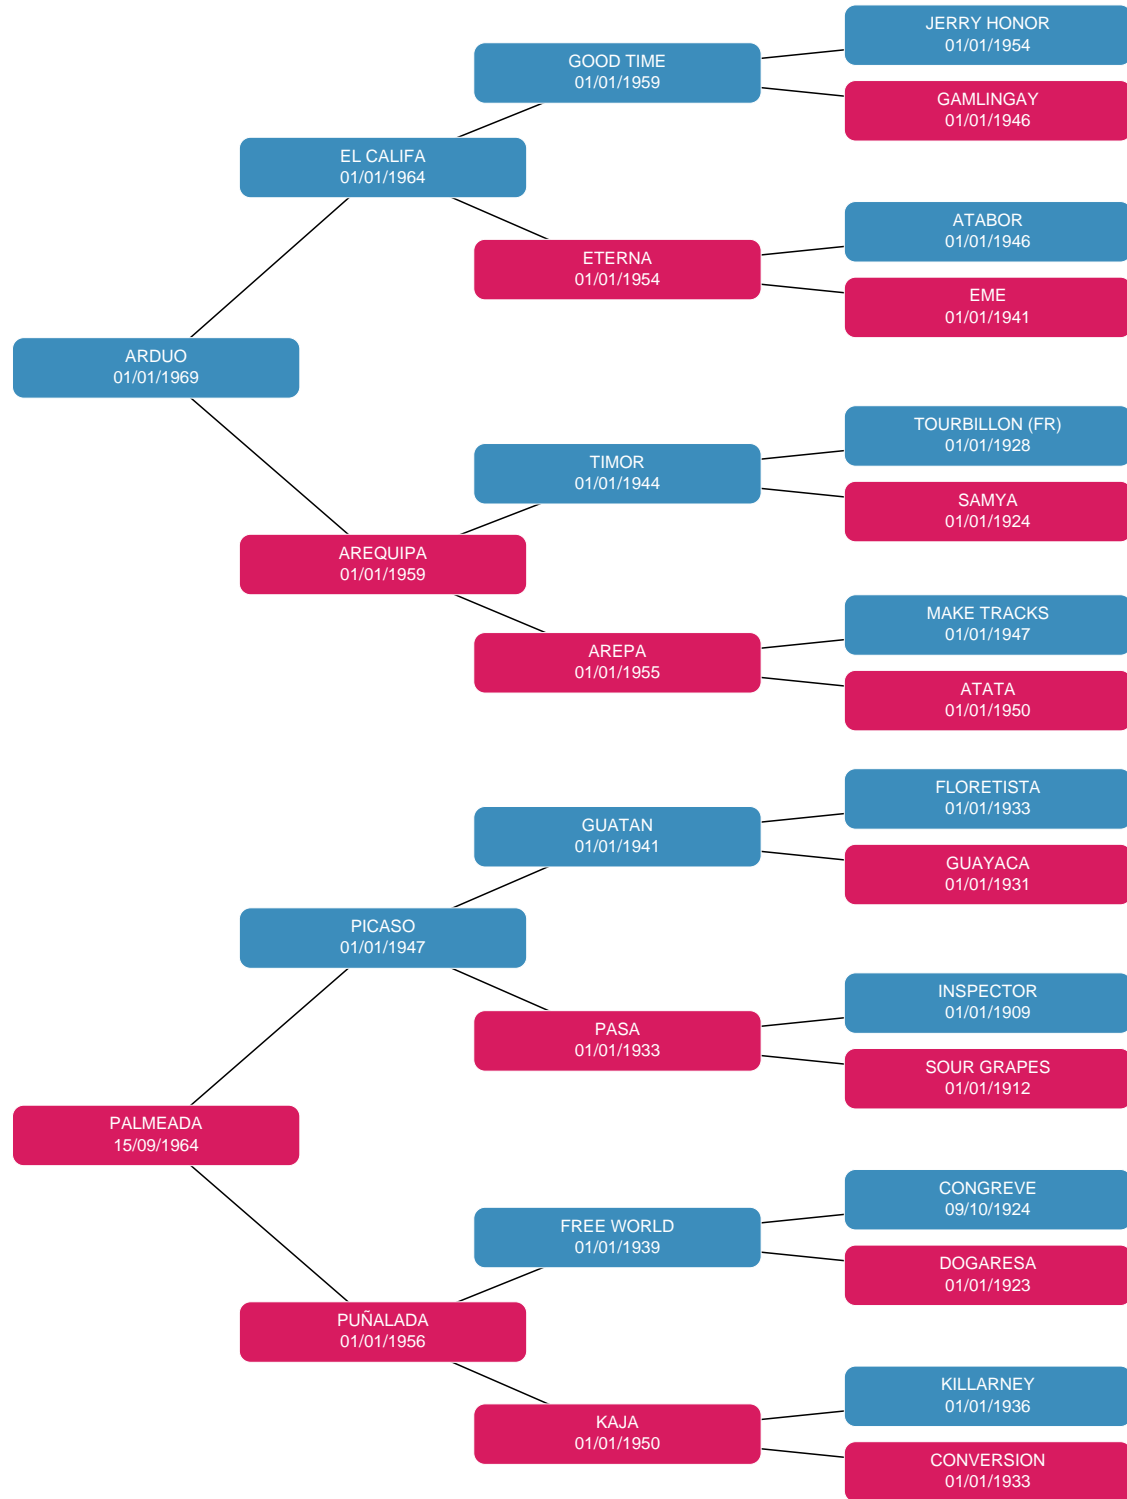 JERRY HONOR
01/01/1954
GOOD TIME
01/01/1959
GAMLINGAY
01/01/1946
EL CALIFA
01/01/1964
ATABOR
01/01/1946
ETERNA
01/01/1954
EME
01/01/1941
ARDUO
01/01/1969
TOURBILLON (FR)
01/01/1928
TIMOR
01/01/1944
SAMYA
01/01/1924
AREQUIPA
01/01/1959
MAKE TRACKS
01/01/1947
AREPA
01/01/1955
ATATA
01/01/1950
FLORETISTA
01/01/1933
GUATAN
01/01/1941
GUAYACA
01/01/1931
PICASO
01/01/1947
INSPECTOR
01/01/1909
PASA
01/01/1933
SOUR GRAPES
01/01/1912
PALMEADA
15/09/1964
CONGREVE
09/10/1924
FREE WORLD
01/01/1939
DOGARESA
01/01/1923
PUÑALADA
01/01/1956
KILLARNEY
01/01/1936
KAJA
01/01/1950
CONVERSION
01/01/1933